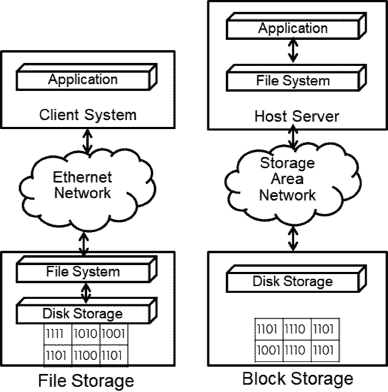 Application
Client System
Ethernet
Network
File System
Disk Storage
1111 1010 1001
1101 1100 1101
File Storage
Application
File System
Host Server
Storage
Area
Network
Disk Storage
1101 1110 1101
1001 1110 1101
Block Storage